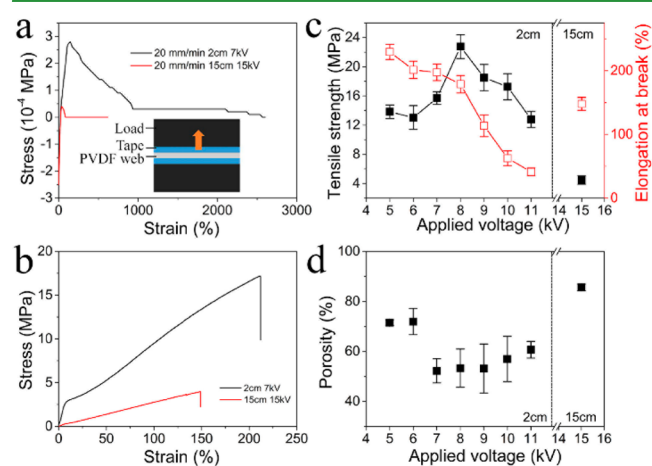 a
3
2
1
0
-1
-2
-3
Stress (10⁻⁴ MPa)
20 mm/min 2cm 7kV
20 mm/min 15cm 15kV
Load
Tape
PVDF web
0 1000 2000 3000
Strain (%)
c
28
24
20
16
12
8
4
Tensile strength (MPa)
2cm
15cm
200
150
100
50
0
Elongation at break (%)
4 5 6 7 8 9 10 11 14 15 16
Applied voltage (kV)
b
20
15
10
5
0
Stress (MPa)
2cm 7kV
15cm 15kV
0 50 100 150 200 250
Strain (%)
d
100
80
60
40
Porosity (%)
2cm
15cm
4 5 6 7 8 9 10 11 14 15 16
Applied voltage (kV)